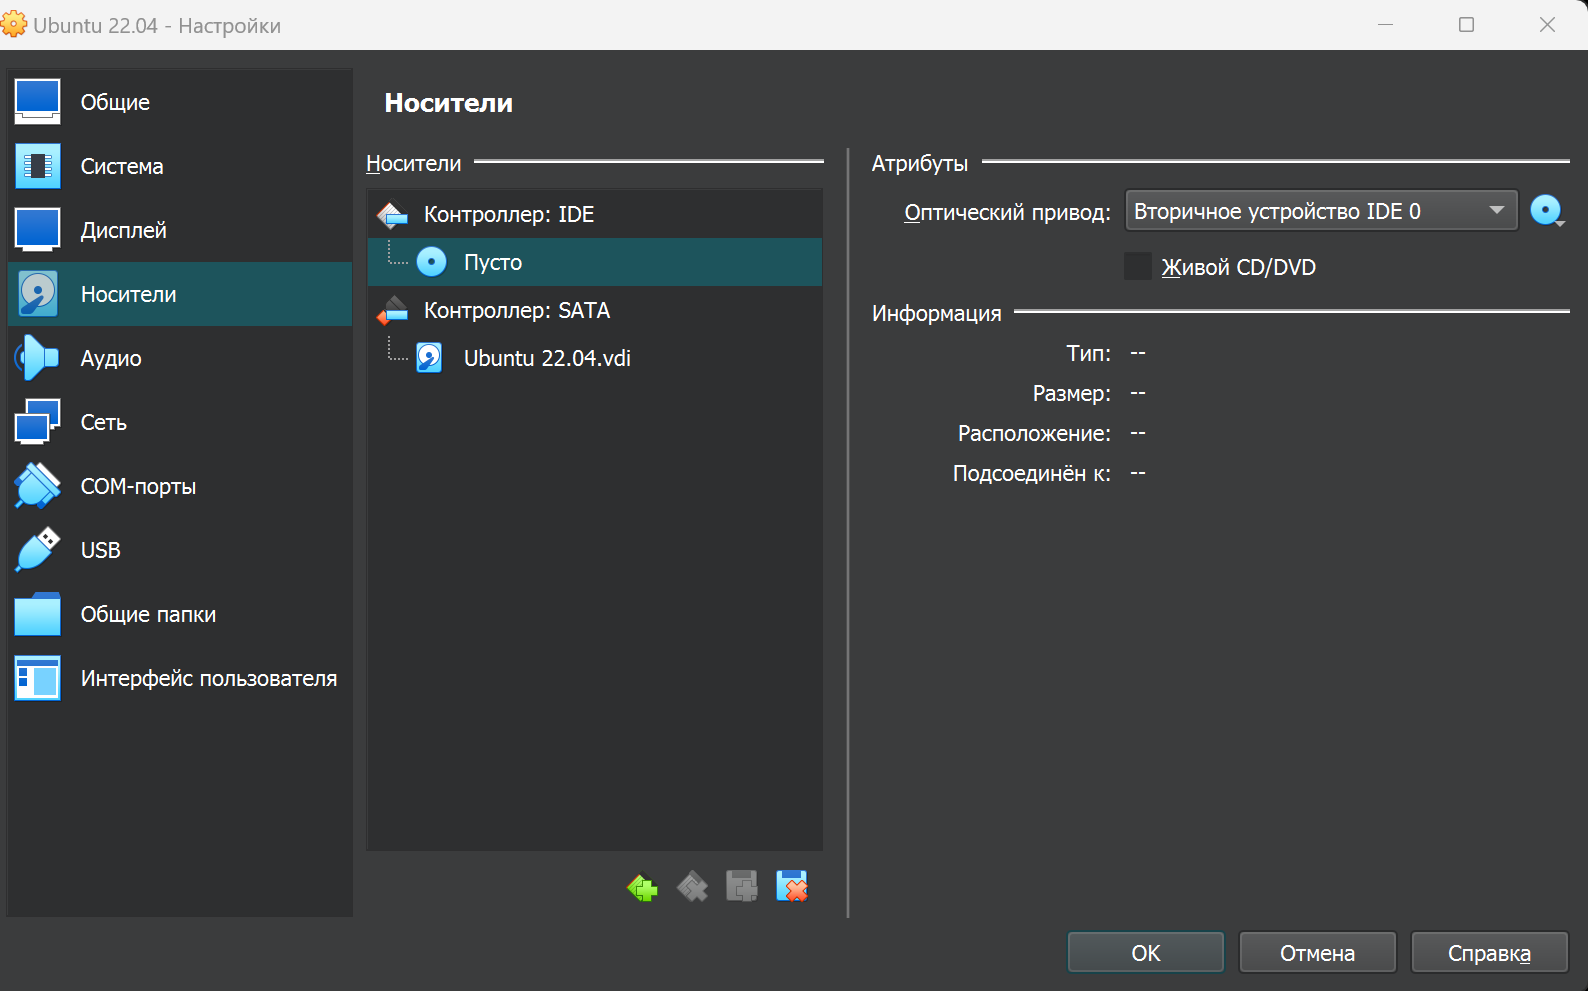 Ubuntu 22.04 - Настройки
Общие
Система
Дисплей
Носители
Аудио
Сеть
COM-порты
USB
Общие папки
Интерфейс пользователя
Носители
Носители
Контроллер: IDE
Пусто
Контроллер: SATA
Ubuntu 22.04.vdi
Атрибуты
Оптический привод: Вторичное устройство IDE 0
Живой CD/DVD
Информация
Тип: --
Размер: --
Расположение: --
Подсоединён к: --
OK Отмена Справка